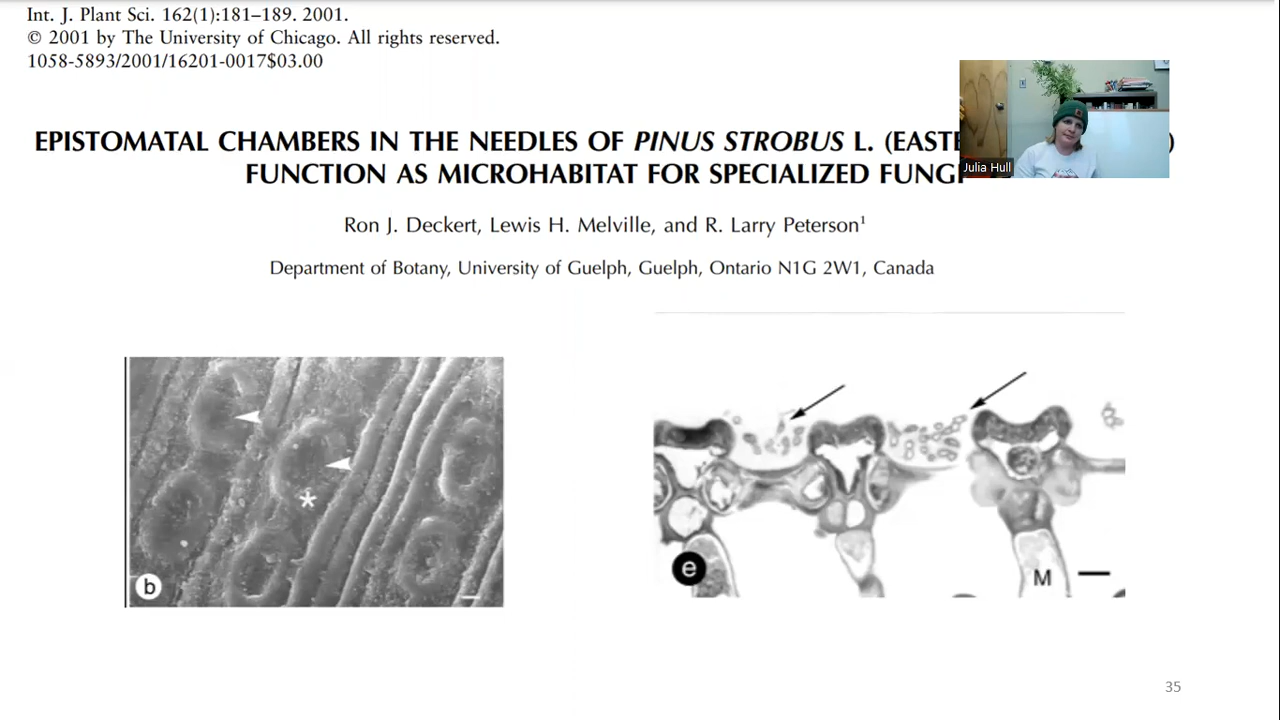 Int. J. Plant Sci. 162(1):181–189. 2001.
© 2001 by The University of Chicago. All rights reserved.
1058-5893/2001/16201-0017$03.00
EPISTOMATAL CHAMBERS IN THE NEEDLES OF PINUS STROBUS L. )
FUNCTION AS MICROHABITAT FOR SPECIALIZED
Ron J. Deckert, Lewis H. Melville, and R. Larry Peterson¹
Department of Botany, University of Guelph, Guelph, Ontario N1G 2W1, Canada
Julia Hull
*
b
e
M
35